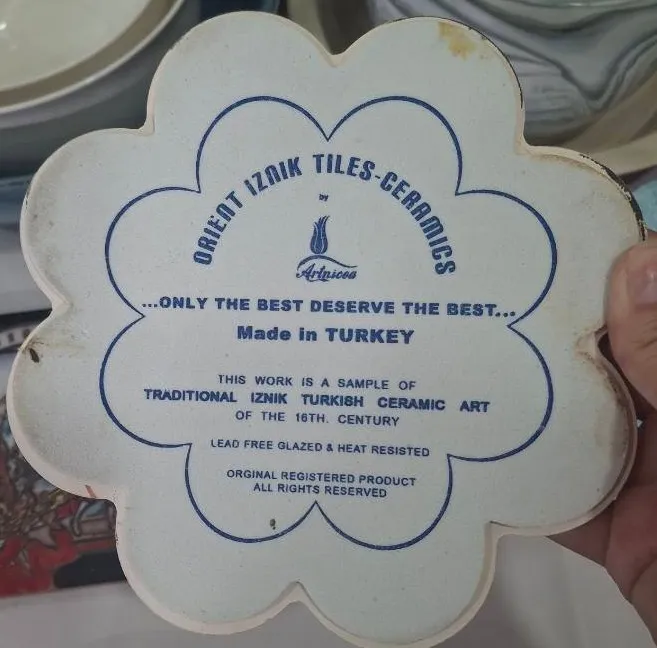 ORIENT IZNIK TILES-CERAMICS
by
Artnicoa
...ONLY THE BEST DESERVE THE BEST...
Made in TURKEY
THIS WORK IS A SAMPLE OF
TRADITIONAL IZNIK TURKISH CERAMIC ART
OF THE 16TH. CENTURY
LEAD FREE GLAZED & HEAT RESISTED
ORGINAL REGISTERED PRODUCT
ALL RIGHTS RESERVED